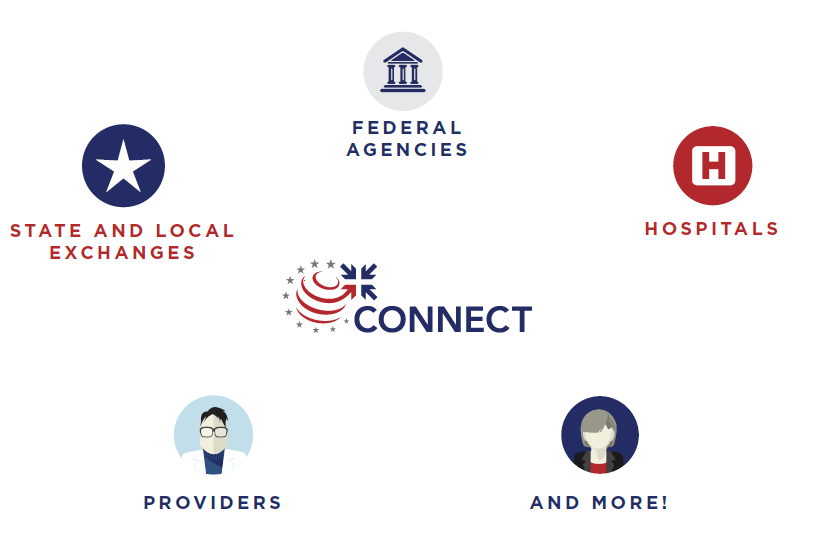 FEDERAL
AGENCIES
H
STATE AND LOCAL
EXCHANGES
HOSPITALS
CONNECT
PROVIDERS
AND MORE!